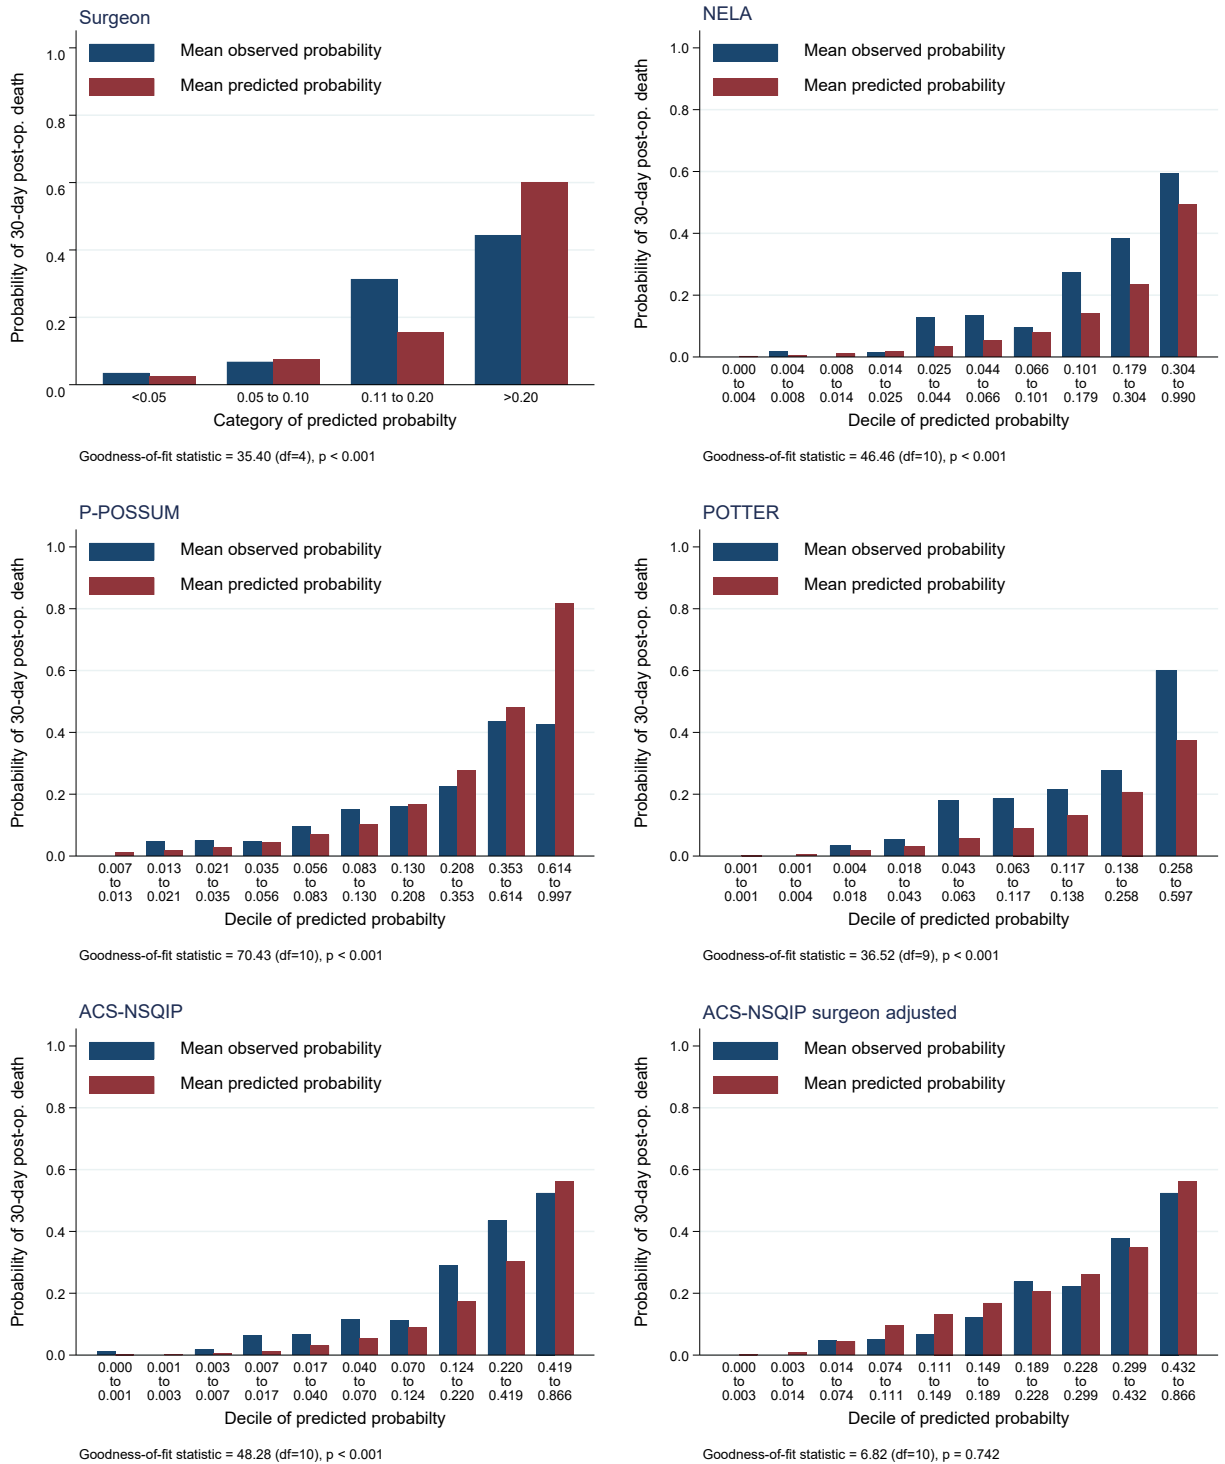 Surgeon
Mean observed probability
Mean predicted probability
Probability of 30-day post-op. death
1.0
0.8
0.6
0.4
0.2
0.0
<0.05 0.05 to 0.10 0.11 to 0.20 >0.20
Category of predicted probabilty
Goodness-of-fit statistic = 35.40 (df=4), p < 0.001
NELA
Mean observed probability
Mean predicted probability
Probability of 30-day post-op. death
1.0
0.8
0.6
0.4
0.2
0.0
0.000 0.004 0.008 0.014 0.025 0.044 0.066 0.101 0.179 0.304
to to to to to to to to to to
0.004 0.008 0.014 0.025 0.044 0.066 0.101 0.179 0.304 0.990
Decile of predicted probabilty
Goodness-of-fit statistic = 46.46 (df=10), p < 0.001
P-POSSUM
Mean observed probability
Mean predicted probability
Probability of 30-day post-op. death
1.0
0.8
0.6
0.4
0.2
0.0
0.007 0.013 0.021 0.035 0.056 0.083 0.130 0.208 0.353 0.614
to to to to to to to to to to
0.013 0.021 0.035 0.056 0.083 0.130 0.208 0.353 0.614 0.997
Decile of predicted probabilty
Goodness-of-fit statistic = 70.43 (df=10), p < 0.001
POTTER
Mean observed probability
Mean predicted probability
Probability of 30-day post-op. death
1.0
0.8
0.6
0.4
0.2
0.0
0.001 0.001 0.004 0.018 0.043 0.063 0.117 0.138 0.258
to to to to to to to to to
0.001 0.004 0.018 0.043 0.063 0.117 0.138 0.258 0.597
Decile of predicted probabilty
Goodness-of-fit statistic = 36.52 (df=9), p < 0.001
ACS-NSQIP
Mean observed probability
Mean predicted probability
Probability of 30-day post-op. death
1.0
0.8
0.6
0.4
0.2
0.0
0.000 0.001 0.003 0.007 0.017 0.040 0.070 0.124 0.220 0.419
to to to to to to to to to to
0.001 0.003 0.007 0.017 0.040 0.070 0.124 0.220 0.419 0.866
Decile of predicted probabilty
Goodness-of-fit statistic = 48.28 (df=10), p < 0.001
ACS-NSQIP surgeon adjusted
Mean observed probability
Mean predicted probability
Probability of 30-day post-op. death
1.0
0.8
0.6
0.4
0.2
0.0
0.000 0.003 0.014 0.074 0.111 0.149 0.189 0.228 0.299 0.432
to to to to to to to to to to
0.003 0.014 0.074 0.111 0.149 0.189 0.228 0.299 0.432 0.866
Decile of predicted probabilty
Goodness-of-fit statistic = 6.82 (df=10), p = 0.742